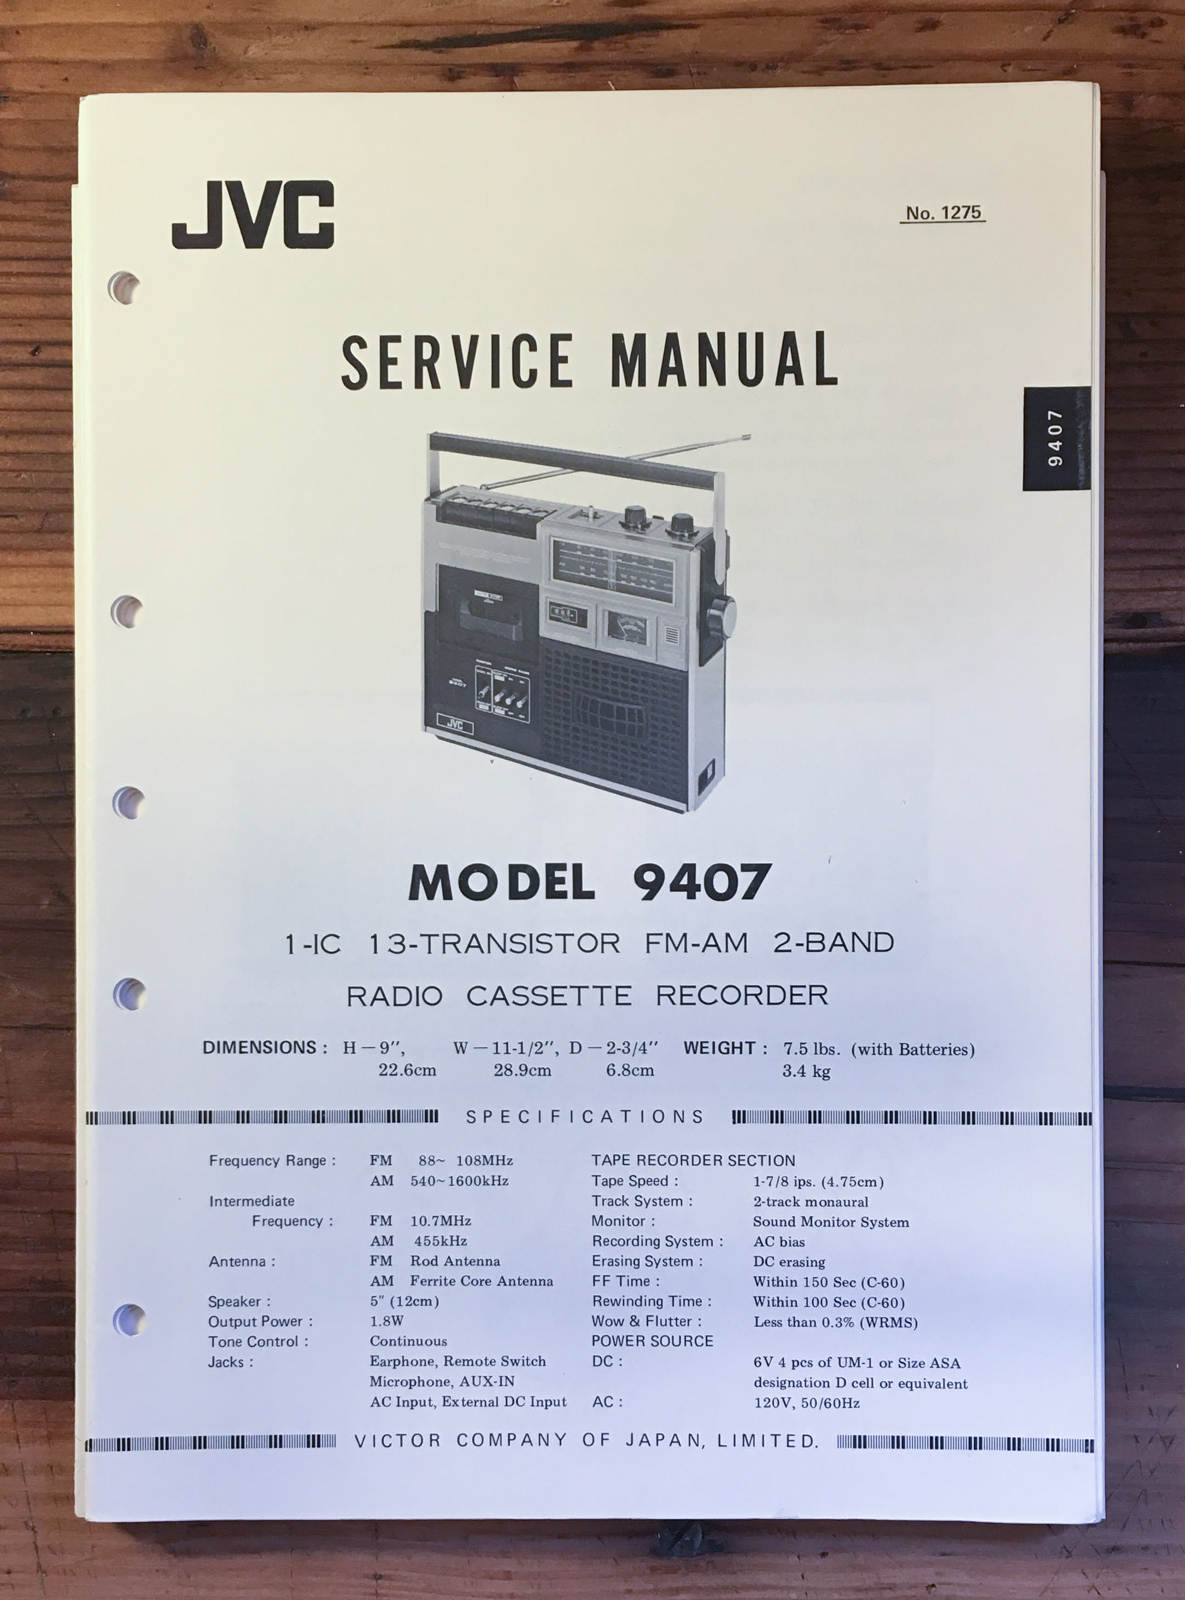 JVC
No. 1275
SERVICE MANUAL
9407
9407
JVC
MODEL 9407
1-IC 13-TRANSISTOR FM-AM 2-BAND
RADIO CASSETTE RECORDER
DIMENSIONS : H — 9″, W — 11-1/2″, D — 2-3/4″ WEIGHT : 7.5 lbs. (with Batteries)
22.6cm 28.9cm 6.8cm 3.4 kg
SPECIFICATIONS
Frequency Range : FM 88~ 108MHz
AM 540~1600kHz
Intermediate
Frequency : FM 10.7MHz
AM 455kHz
Antenna : FM Rod Antenna
AM Ferrite Core Antenna
Speaker : 5″ (12cm)
Output Power : 1.8W
Tone Control : Continuous
Jacks : Earphone, Remote Switch
Microphone, AUX-IN
AC Input, External DC Input
TAPE RECORDER SECTION
Tape Speed : 1-7/8 ips. (4.75cm)
Track System : 2-track monaural
Monitor : Sound Monitor System
Recording System : AC bias
Erasing System : DC erasing
FF Time : Within 150 Sec (C-60)
Rewinding Time : Within 100 Sec (C-60)
Wow & Flutter : Less than 0.3% (WRMS)
POWER SOURCE
DC : 6V 4 pcs of UM-1 or Size ASA
designation D cell or equivalent
AC : 120V, 50/60Hz
VICTOR COMPANY OF JAPAN, LIMITED.